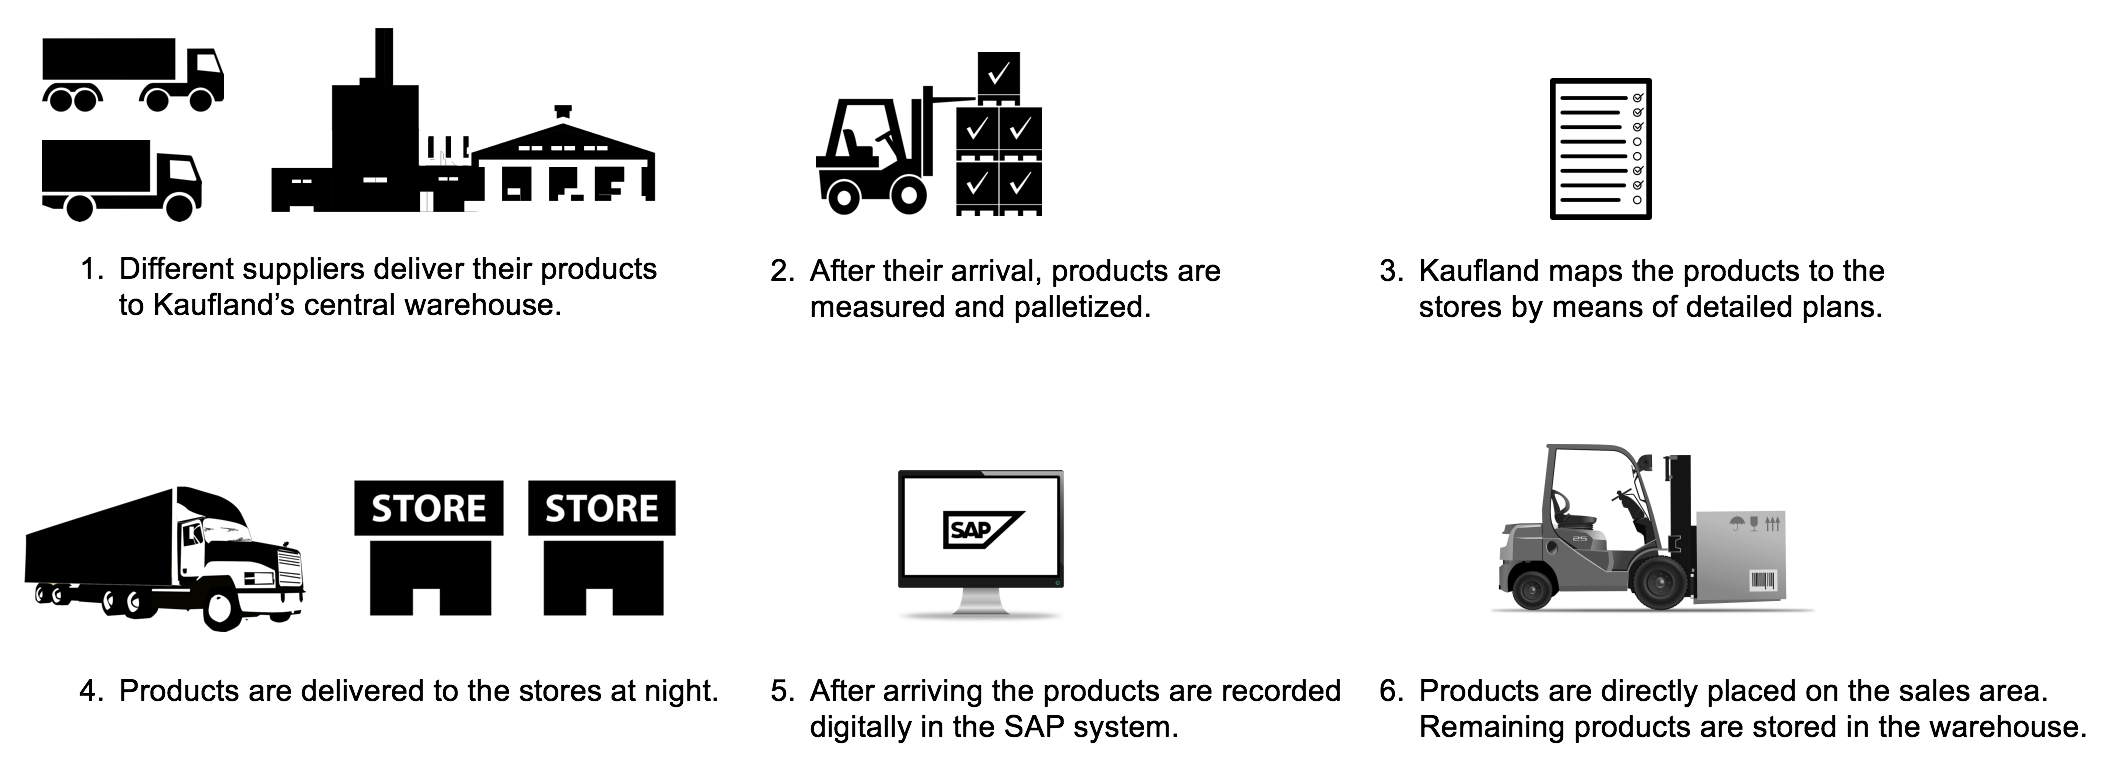 1. Different suppliers deliver their products
to Kaufland’s central warehouse.
2. After their arrival, products are
measured and palletized.
3. Kaufland maps the products to the
stores by means of detailed plans.
STORE STORE
4. Products are delivered to the stores at night.
SAP
5. After arriving the products are recorded
digitally in the SAP system.
25
6. Products are directly placed on the sales area.
Remaining products are stored in the warehouse.